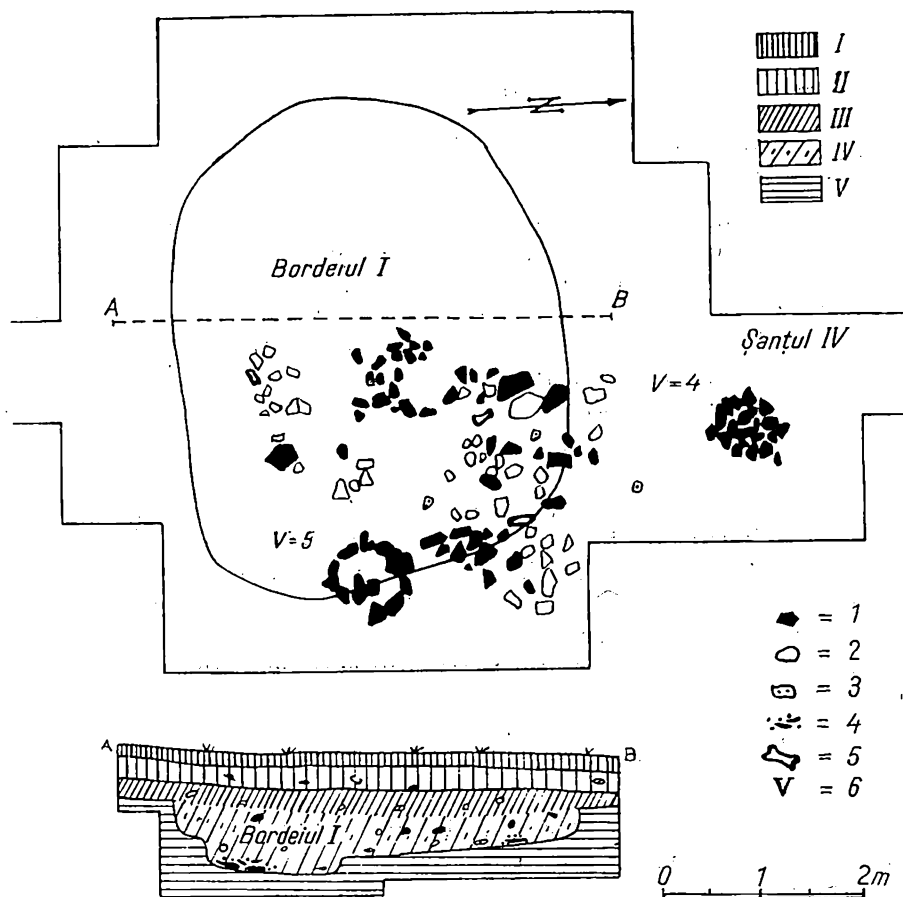 I
II
III
IV
V
N
Bordeiul I
A B
Șanțul IV
V=4
V=5
= 1
= 2
= 3
= 4
= 5
V = 6
A B
Bordeiul I
0 1 2m